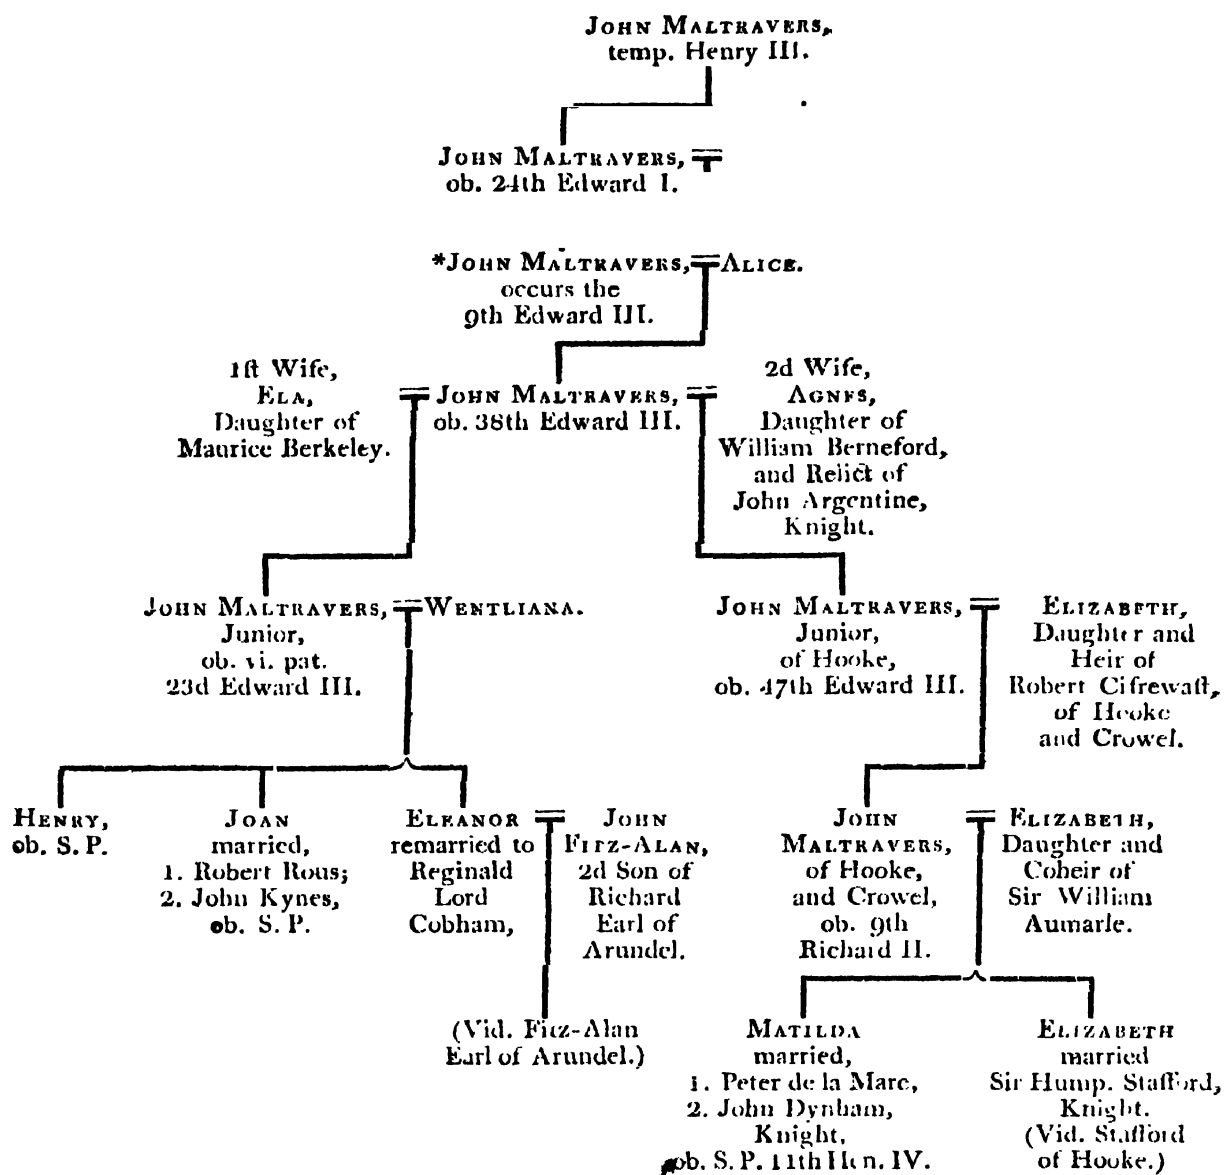 JOHN MALTRAVERS,
temp. Henry III.
JOHN MALTRAVERS,
ob. 24th Edward I.
*JOHN MALTRAVERS,
occurs the
9th Edward III.
ALICE.
1st Wife,
ELA,
Daughter of
Maurice Berkeley.
JOHN MALTRAVERS,
ob. 38th Edward III.
2d Wife,
AGNES,
Daughter of
William Berneford,
and Relict of
John Argentine,
Knight.
JOHN MALTRAVERS,
Junior,
ob. vi. pat.
23d Edward III.
WENTLIANA.
JOHN MALTRAVERS,
Junior,
of Hooke,
ob. 47th Edward III.
ELIZABETH,
Daughter and
Heir of
Robert Cifrewast,
of Hooke
and Crowel.
HENRY,
ob. S. P.
JOAN
married,
1. Robert Rous;
2. John Kynes,
ob. S. P.
ELEANOR
remarried to
Reginald
Lord
Cobham,
JOHN
FITZ-ALAN,
2d Son of
Richard
Earl of
Arundel.
JOHN
MALTRAVERS,
of Hooke,
and Crowel,
ob. 9th
Richard II.
ELIZABETH,
Daughter and
Coheir of
Sir William
Aumarle.
(Vid. Fitz-Alan
Earl of Arundel.)
MATILDA
married,
1. Peter de la Mare,
2. John Dynham,
Knight,
ob. S. P. 11th Hen. IV.
ELIZABETH
married
Sir Hump. Stafford,
Knight.
(Vid. Stafford
of Hooke.)